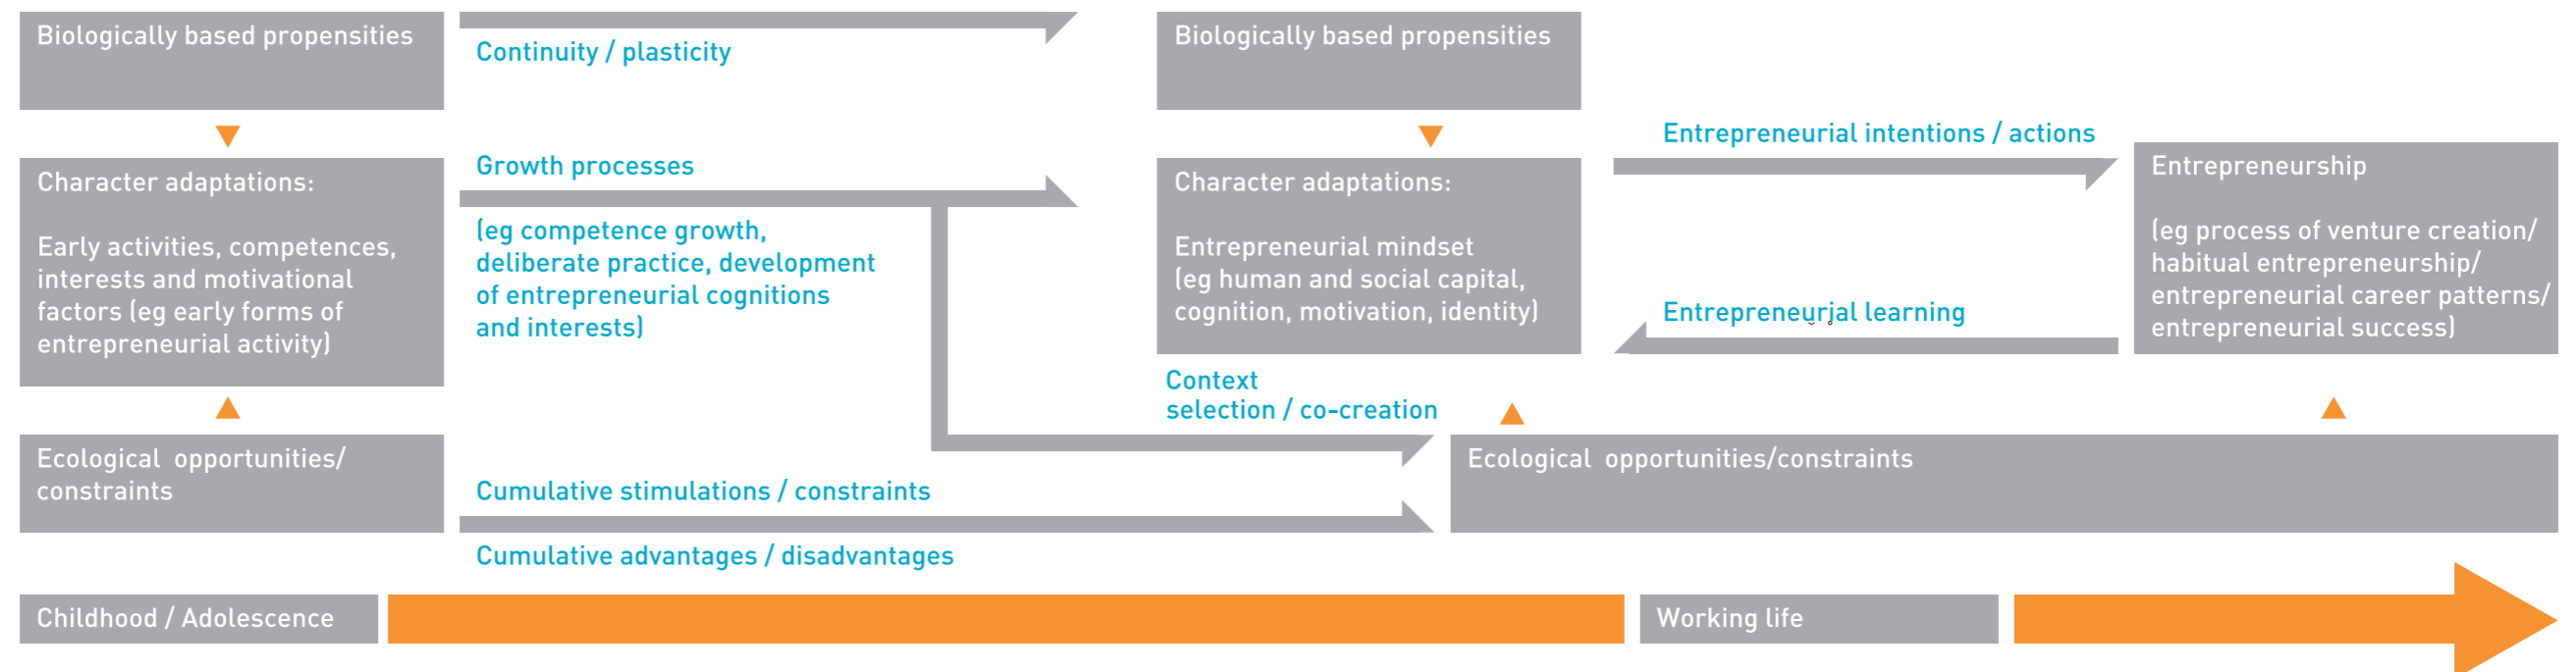 Biologically based propensities
Continuity / plasticity
Biologically based propensities
Character adaptations:
Early activities, competences,
interests and motivational
factors (eg early forms of
entrepreneurial activity)
Growth processes
(eg competence growth,
deliberate practice, development
of entrepreneurial cognitions
and interests)
Character adaptations:
Entrepreneurial mindset
(eg human and social capital,
cognition, motivation, identity)
Entrepreneurial intentions / actions
Entrepreneurial learning
Entrepreneurship
(eg process of venture creation/
habitual entrepreneurship/
entrepreneurial career patterns/
entrepreneurial success)
Context
selection / co-creation
Ecological opportunities/
constraints
Cumulative stimulations / constraints
Cumulative advantages / disadvantages
Ecological opportunities/constraints
Childhood / Adolescence
Working life